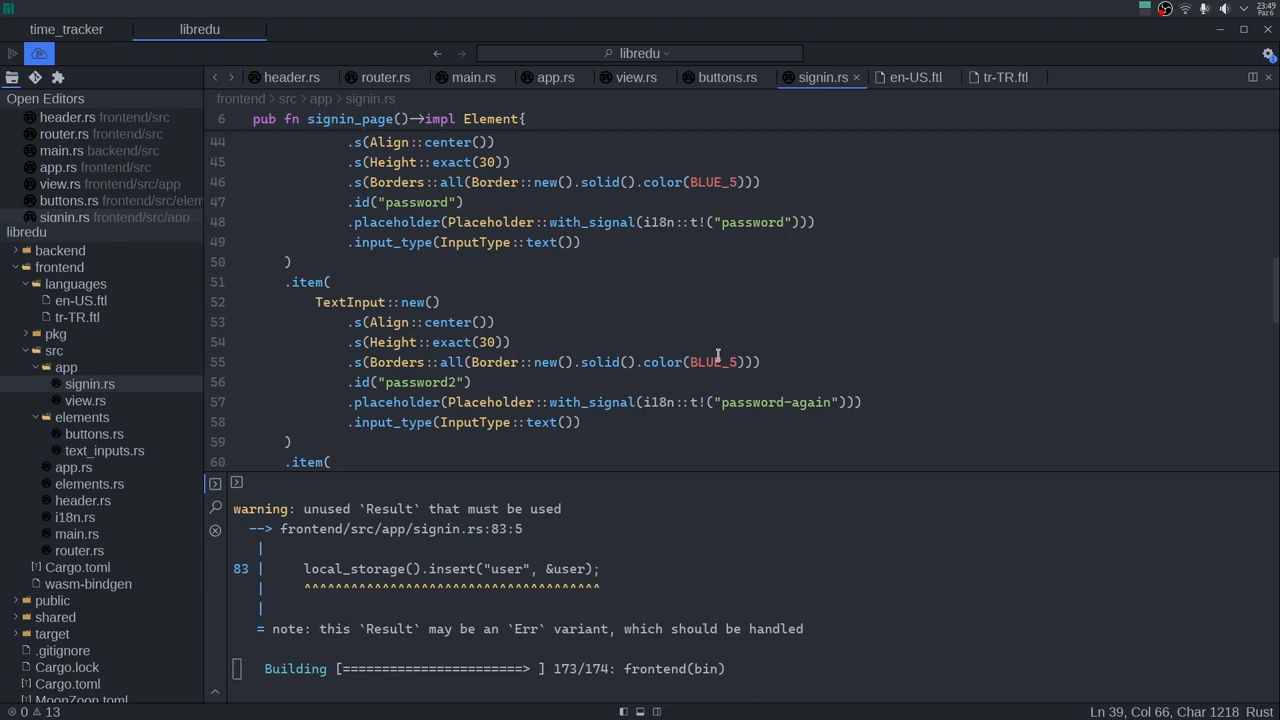 23:49
Paz 6
time_tracker
libredu
libredu
header.rs
router.rs
main.rs
app.rs
view.rs
buttons.rs
signin.rs
en-US.ftl
tr-TR.ftl
Open Editors
header.rs frontend/src
router.rs frontend/src
main.rs backend/src
app.rs frontend/src
view.rs frontend/src/app
buttons.rs frontend/src/elem
signin.rs frontend/src/app
libredu
backend
frontend
languages
en-US.ftl
tr-TR.ftl
pkg
src
app
signin.rs
view.rs
elements
buttons.rs
text_inputs.rs
app.rs
elements.rs
header.rs
i18n.rs
main.rs
router.rs
Cargo.toml
wasm-bindgen
public
shared
target
.gitignore
Cargo.lock
Cargo.toml
MoonZoon.toml
frontend > src > app > signin.rs
6 pub fn signin_page()->impl Element{
44 .s(Align::center())
45 .s(Height::exact(30))
46 .s(Borders::all(Border::new().solid().color(BLUE_5)))
47 .id("password")
48 .placeholder(Placeholder::with_signal(i18n::t!("password")))
49 .input_type(InputType::text())
50 )
51 .item(
52 TextInput::new()
53 .s(Align::center())
54 .s(Height::exact(30))
55 .s(Borders::all(Border::new().solid().color(BLUE_5)))
56 .id("password2")
57 .placeholder(Placeholder::with_signal(i18n::t!("password-again")))
58 .input_type(InputType::text())
59 )
60 .item(
warning: unused `Result` that must be used
--> frontend/src/app/signin.rs:83:5
|
83 | local_storage().insert("user", &user);
| ^^^^^^^^^^^^^^^^^^^^^^^^^^^^^^^^^^^^^^
|
= note: this `Result` may be an `Err` variant, which should be handled
Building [=======================> ] 173/174: frontend(bin)
0 13
Ln 39, Col 66, Char 1218 Rust